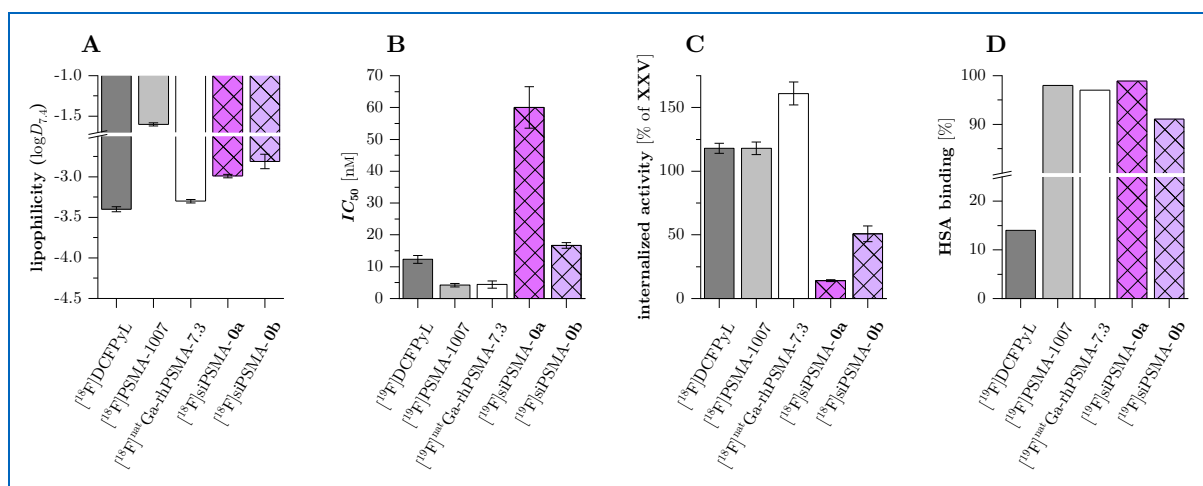 A
lipophilicity (logD7.4)
-1.0
-1.5
-3.0
-3.5
-4.0
-4.5
[18F]DCFPyL
[18F]PSMA-1007
[18F]natGa-rhPSMA-7.3
[18F]siPSMA-0a
[18F]siPSMA-0b
B
IC50 [nM]
70
60
50
40
30
20
10
0
[19F]DCFPyL
[19F]PSMA-1007
[19F]natGa-rhPSMA-7.3
[19F]siPSMA-0a
[19F]siPSMA-0b
C
internalized activity [% of XXV]
150
100
50
0
[18F]DCFPyL
[18F]PSMA-1007
[18F]natGa-rhPSMA-7.3
[18F]siPSMA-0a
[18F]siPSMA-0b
D
HSA binding [%]
100
90
20
10
0
[19F]DCFPyL
[19F]PSMA-1007
[19F]natGa-rhPSMA-7.3
[19F]siPSMA-0a
[19F]siPSMA-0b